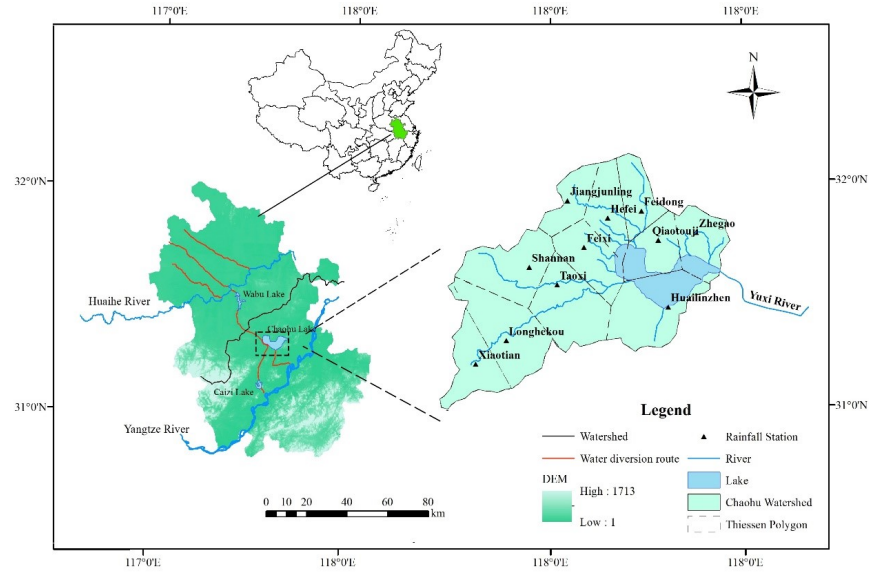 117°0'E
118°0'E
118°0'E
118°0'E
N
32°0'N
32°0'N
Jiangjunling
Feidong
Hefei
Zhegao
Qiaotouji
Feixi
Shannan
Taoxi
Wabu Lake
Huaihe River
Yuxi River
Huailinzhen
Chaohu Lake
Longhekou
Xiaotian
Caizi Lake
31°0'N
31°0'N
Yangtze River
Legend
Watershed
Rainfall Station
Water diversion route
River
DEM
Lake
High : 1713
Chaohu Watershed
Low : 1
Thiessen Polygon
0 5 10 20 40 60 80
km
117°0'E
118°0'E
118°0'E
118°0'E